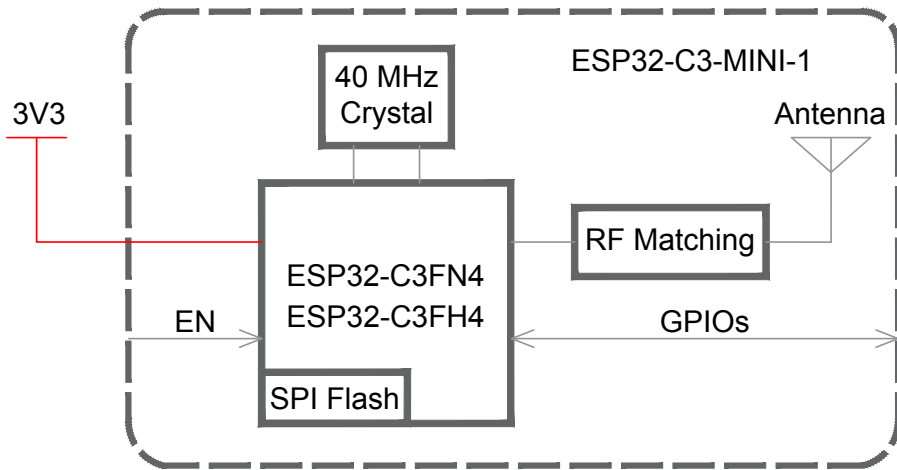 ESP32-C3-MINI-1
40 MHz
Crystal
3V3
Antenna
RF Matching
ESP32-C3FN4
ESP32-C3FH4
EN
GPIOs
SPI Flash